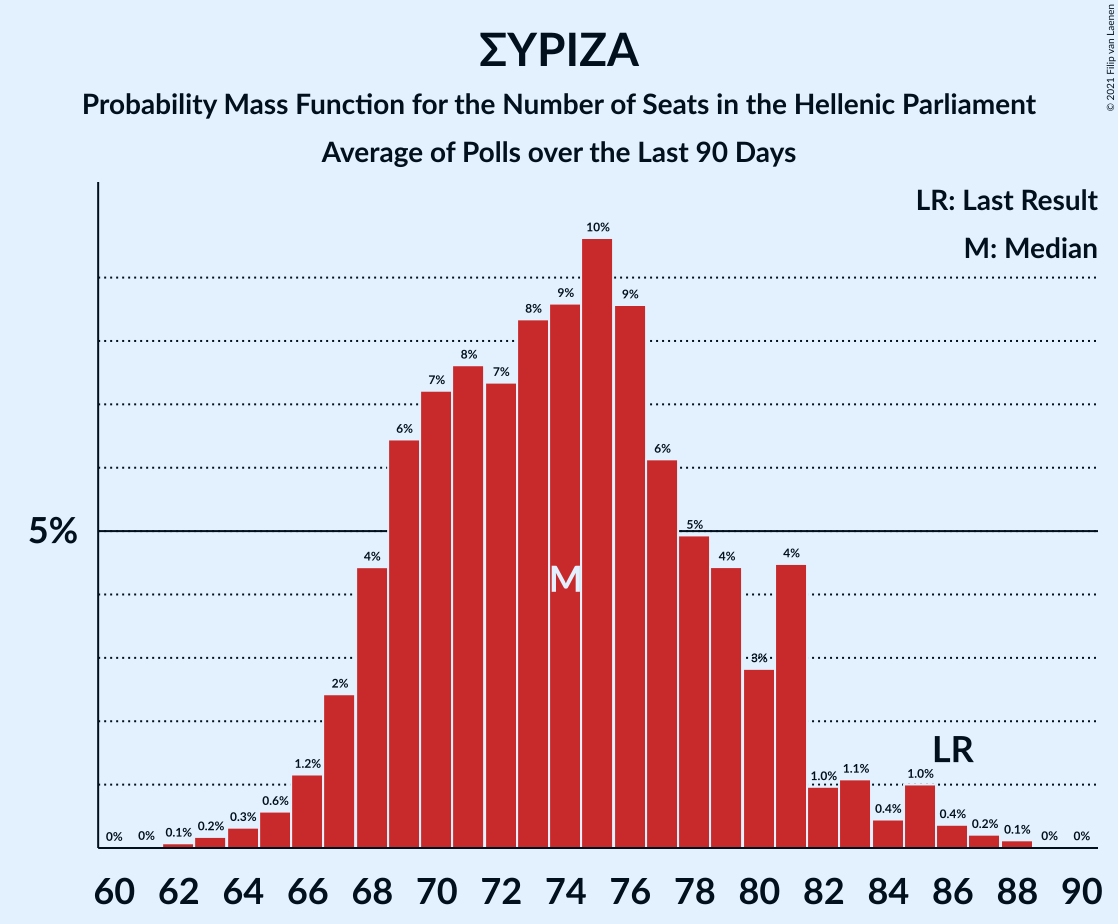 ΣΥΡΙΖΑ
Probability Mass Function for the Number of Seats in the Hellenic Parliament
Average of Polls over the Last 90 Days
© 2021 Filip van Laenen
LR: Last Result
M: Median
5%
0% 0% 0.1% 0.2% 0.3% 0.6% 1.2% 2% 4% 6% 7% 8% 7% 8% 9% 10% 9% 6% 5% 4% 3% 4% 1.0% 1.1% 0.4% 1.0% 0.4% 0.2% 0.1% 0% 0%
M
LR
60 62 64 66 68 70 72 74 76 78 80 82 84 86 88 90